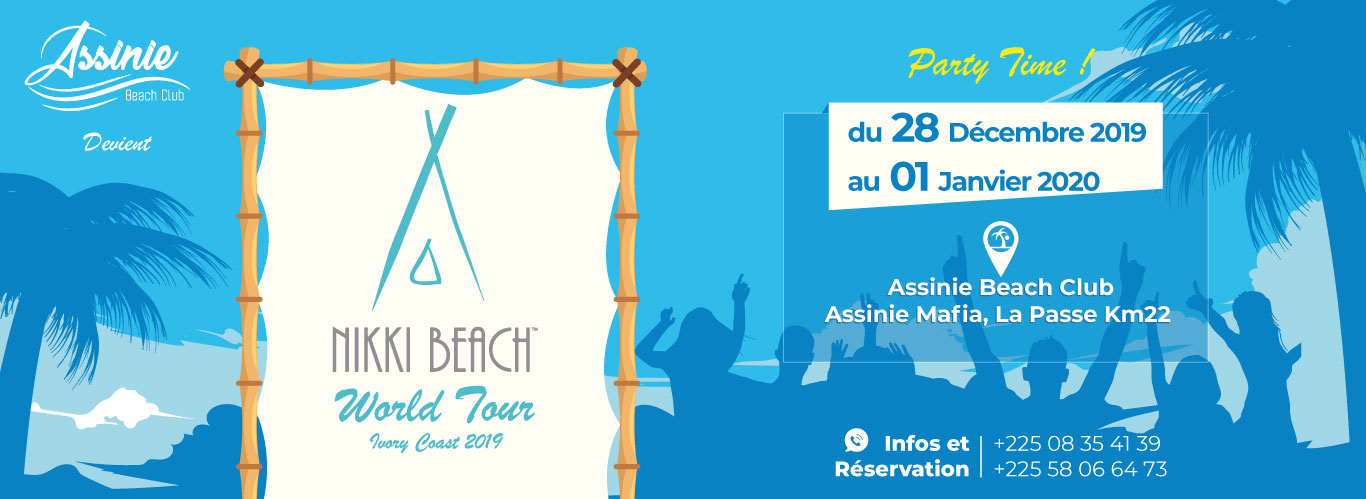 Assinie
Beach Club
Devient
NIKKI BEACH™
World Tour
Ivory Coast 2019
Party Time !
du 28 Décembre 2019
au 01 Janvier 2020
Assinie Beach Club
Assinie Mafia, La Passe Km22
Infos et
Réservation
+225 08 35 41 39
+225 58 06 64 73